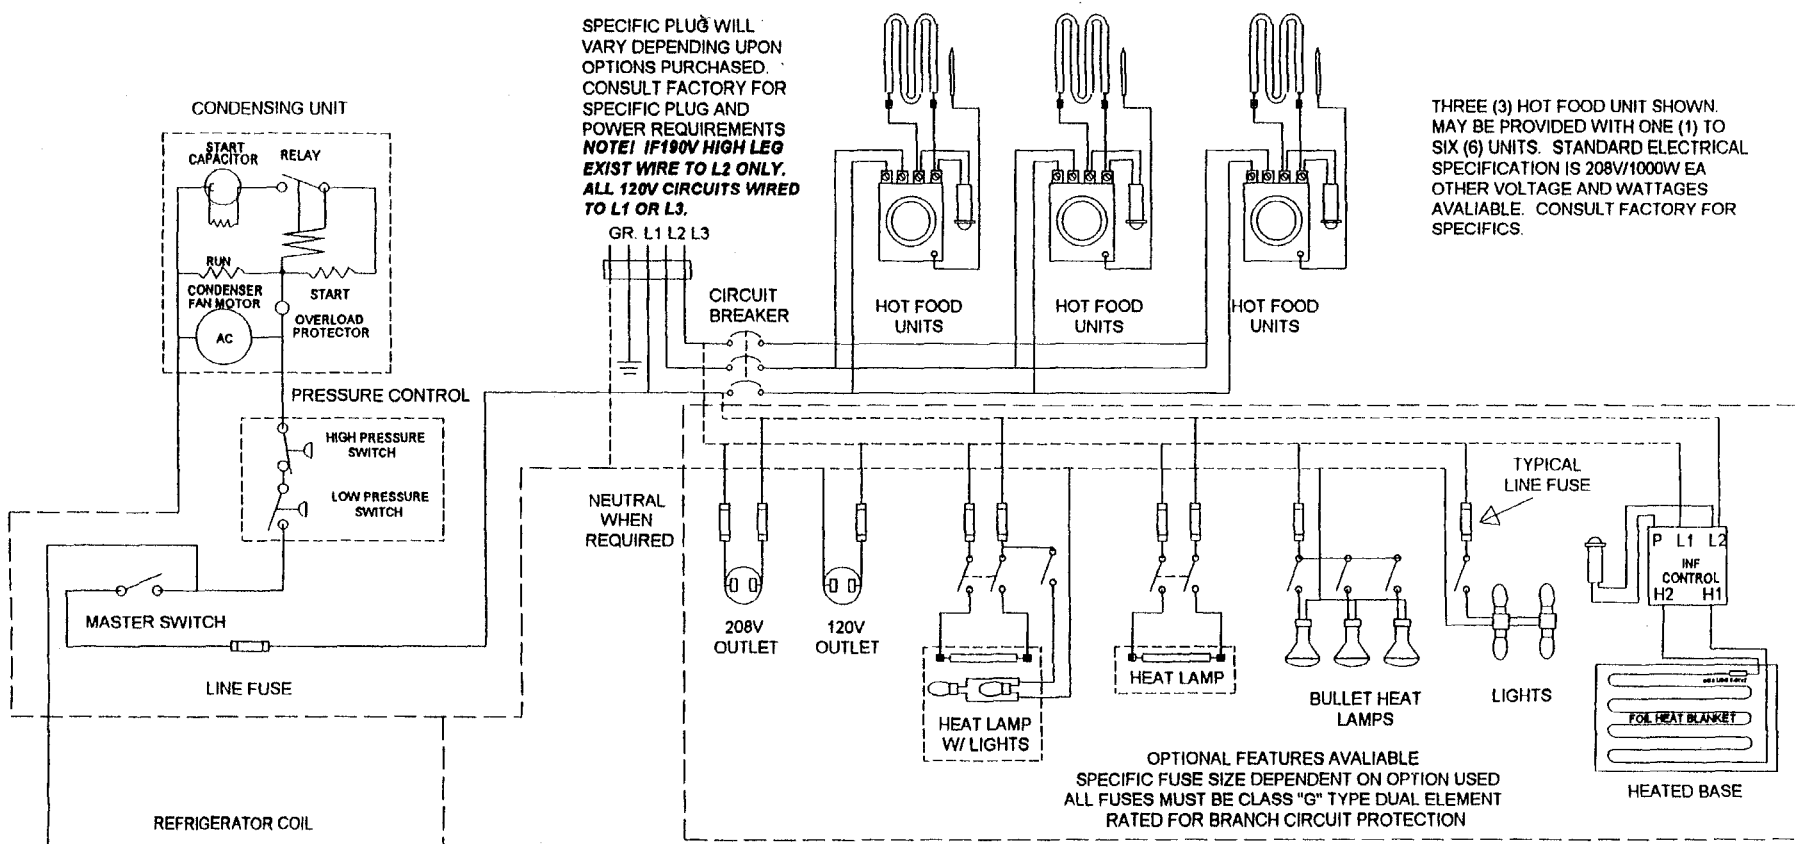 SPECIFIC PLUG WILL
VARY DEPENDING UPON
OPTIONS PURCHASED.
CONSULT FACTORY FOR
SPECIFIC PLUG AND
POWER REQUIREMENTS
NOTE! IF190V HIGH LEG
EXIST WIRE TO L2 ONLY.
ALL 120V CIRCUITS WIRED
TO L1 OR L3.
GR. L1 L2 L3
CONDENSING UNIT
START
CAPACITOR
RELAY
RUN
START
CONDENSER
FAN MOTOR
OVERLOAD
PROTECTOR
AC
PRESSURE CONTROL
HIGH PRESSURE
SWITCH
LOW PRESSURE
SWITCH
MASTER SWITCH
LINE FUSE
REFRIGERATOR COIL
CIRCUIT
BREAKER
HOT FOOD
UNITS
HOT FOOD
UNITS
HOT FOOD
UNITS
THREE (3) HOT FOOD UNIT SHOWN.
MAY BE PROVIDED WITH ONE (1) TO
SIX (6) UNITS. STANDARD ELECTRICAL
SPECIFICATION IS 208V/1000W EA
OTHER VOLTAGE AND WATTAGES
AVALIABLE. CONSULT FACTORY FOR
SPECIFICS.
NEUTRAL
WHEN
REQUIRED
208V
OUTLET
120V
OUTLET
HEAT LAMP
W/ LIGHTS
HEAT LAMP
BULLET HEAT
LAMPS
LIGHTS
TYPICAL
LINE FUSE
P L1 L2
INF
CONTROL
H2 H1
FOIL HEAT BLANKET
HEATED BASE
OPTIONAL FEATURES AVALIABLE
SPECIFIC FUSE SIZE DEPENDENT ON OPTION USED
ALL FUSES MUST BE CLASS "G" TYPE DUAL ELEMENT
RATED FOR BRANCH CIRCUIT PROTECTION